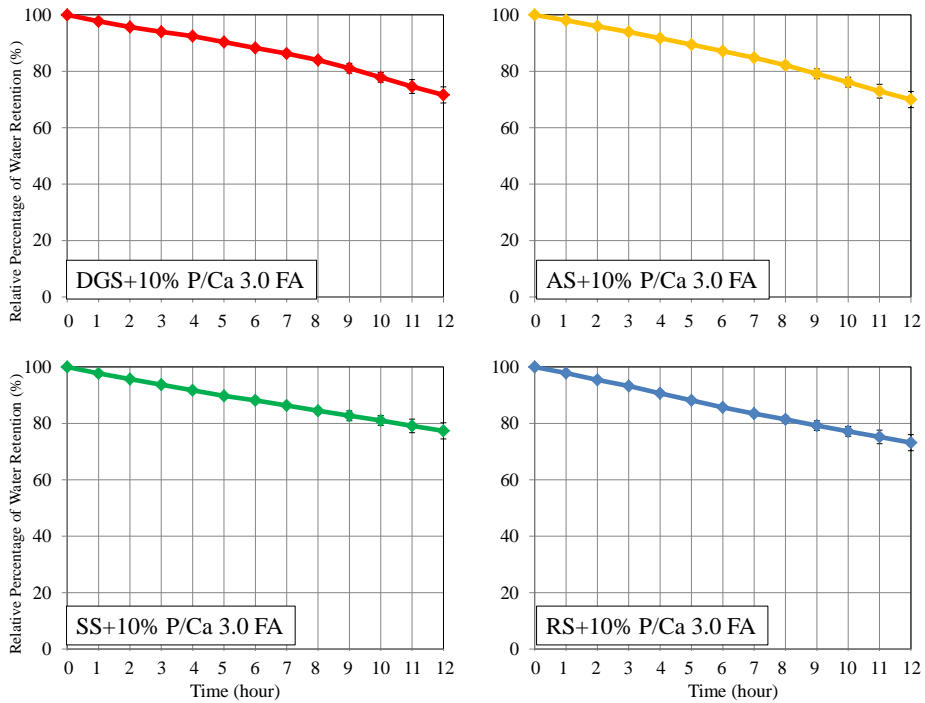 Relative Percentage of Water Retention (%)
100
80
60
40
20
0
DGS+10% P/Ca 3.0 FA
0 1 2 3 4 5 6 7 8 9 10 11 12
100
80
60
40
20
0
AS+10% P/Ca 3.0 FA
0 1 2 3 4 5 6 7 8 9 10 11 12
Relative Percentage of Water Retention (%)
100
80
60
40
20
0
SS+10% P/Ca 3.0 FA
0 1 2 3 4 5 6 7 8 9 10 11 12
Time (hour)
100
80
60
40
20
0
RS+10% P/Ca 3.0 FA
0 1 2 3 4 5 6 7 8 9 10 11 12
Time (hour)